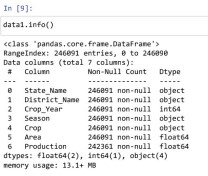 In [9]:
data1.info()
<class 'pandas.core.frame.DataFrame'>
RangeIndex: 246091 entries, 0 to 246090
Data columns (total 7 columns):
#   Column         Non-Null Count   Dtype
---  ------         --------------   -----
0   State_Name     246091 non-null  object
1   District_Name  246091 non-null  object
2   Crop_Year      246091 non-null  int64
3   Season         246091 non-null  object
4   Crop           246091 non-null  object
5   Area           246091 non-null  float64
6   Production     242361 non-null  float64
dtypes: float64(2), int64(1), object(4)
memory usage: 13.1+ MB